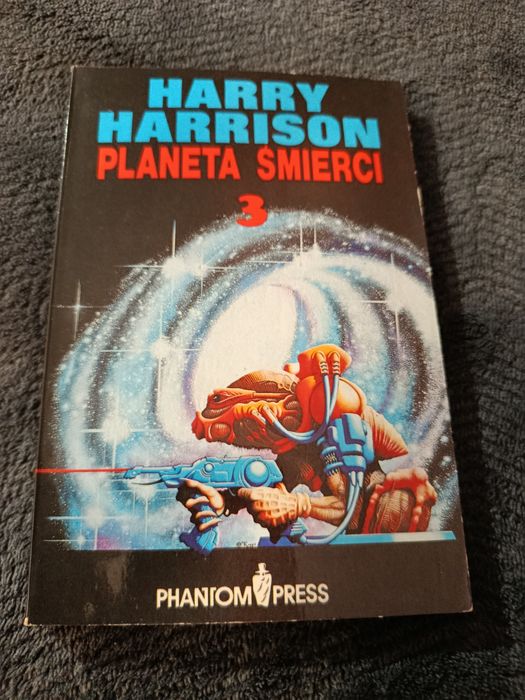 HARRY
HARRISON
PLANETA ŚMIERCI
3
PHANTOM PRESS